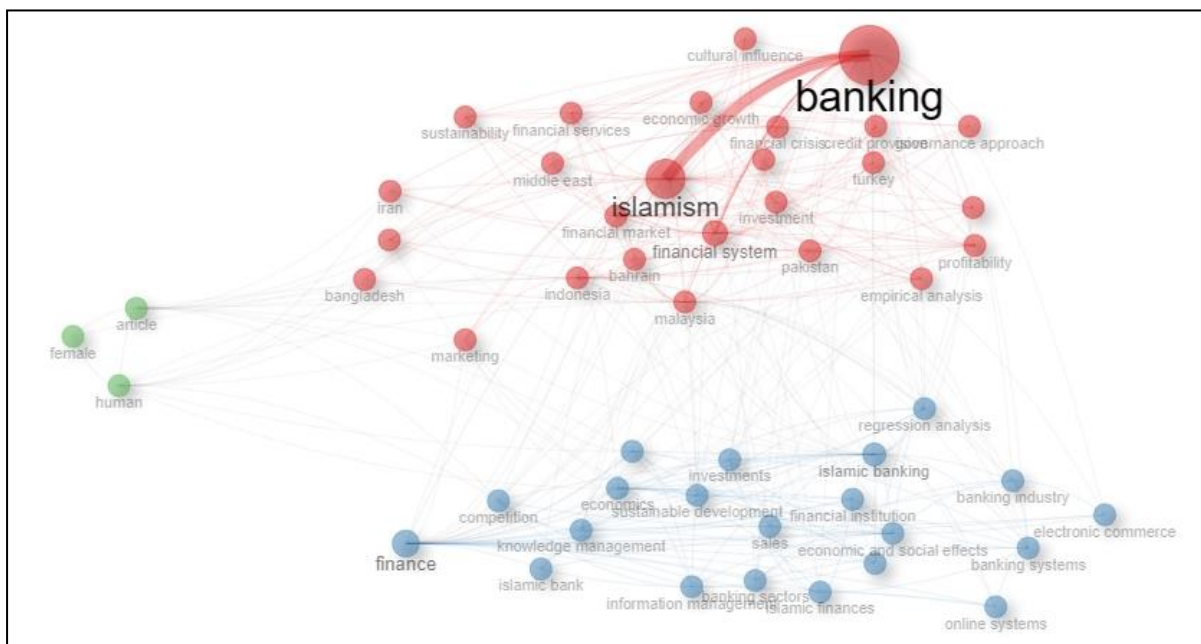 cultural influence
banking
sustainability
financial services
economic growth
financial crisis
credit provision
governance approach
middle east
turkey
iran
islamism
investment
financial market
financial system
bahrain
pakistan
profitability
bangladesh
indonesia
empirical analysis
malaysia
article
female
marketing
human
regression analysis
investments
islamic banking
economics
sustainable development
banking industry
competition
financial institution
electronic commerce
knowledge management
sales
economic and social effects
finance
banking systems
islamic bank
information management
banking sectors
islamic finances
online systems